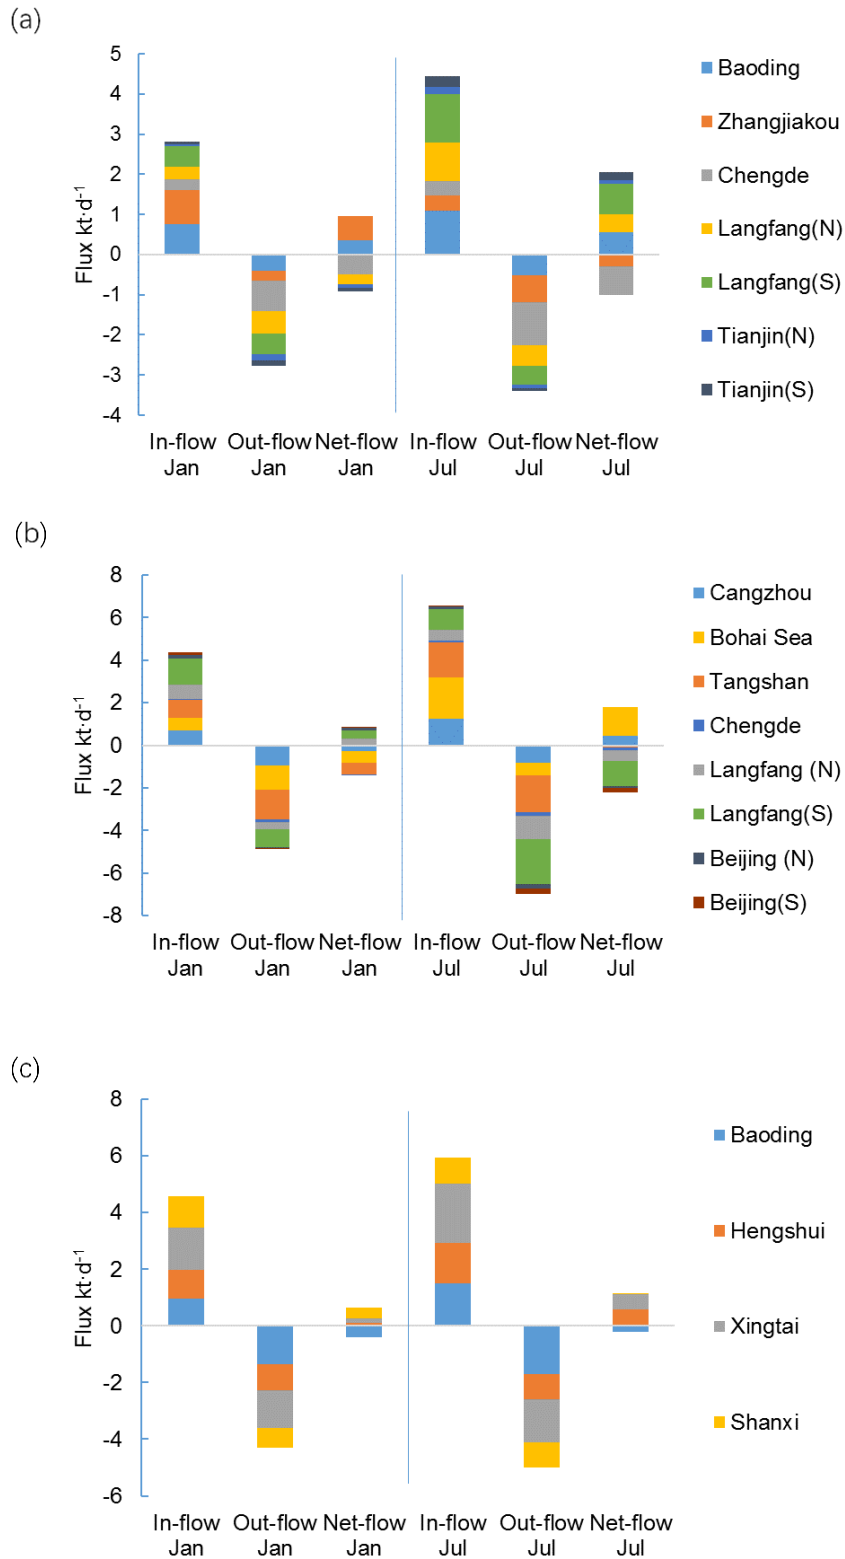 (a)
5
4
3
2
1
0
-1
-2
-3
-4
Flux kt·d-1
In-flow Jan
Out-flow Jan
Net-flow Jan
In-flow Jul
Out-flow Jul
Net-flow Jul
Baoding
Zhangjiakou
Chengde
Langfang(N)
Langfang(S)
Tianjin(N)
Tianjin(S)
(b)
8
6
4
2
0
-2
-4
-6
-8
Flux kt·d-1
In-flow Jan
Out-flow Jan
Net-flow Jan
In-flow Jul
Out-flow Jul
Net-flow Jul
Cangzhou
Bohai Sea
Tangshan
Chengde
Langfang (N)
Langfang(S)
Beijing (N)
Beijing(S)
(c)
8
6
4
2
0
-2
-4
-6
Flux kt·d-1
In-flow Jan
Out-flow Jan
Net-flow Jan
In-flow Jul
Out-flow Jul
Net-flow Jul
Baoding
Hengshui
Xingtai
Shanxi